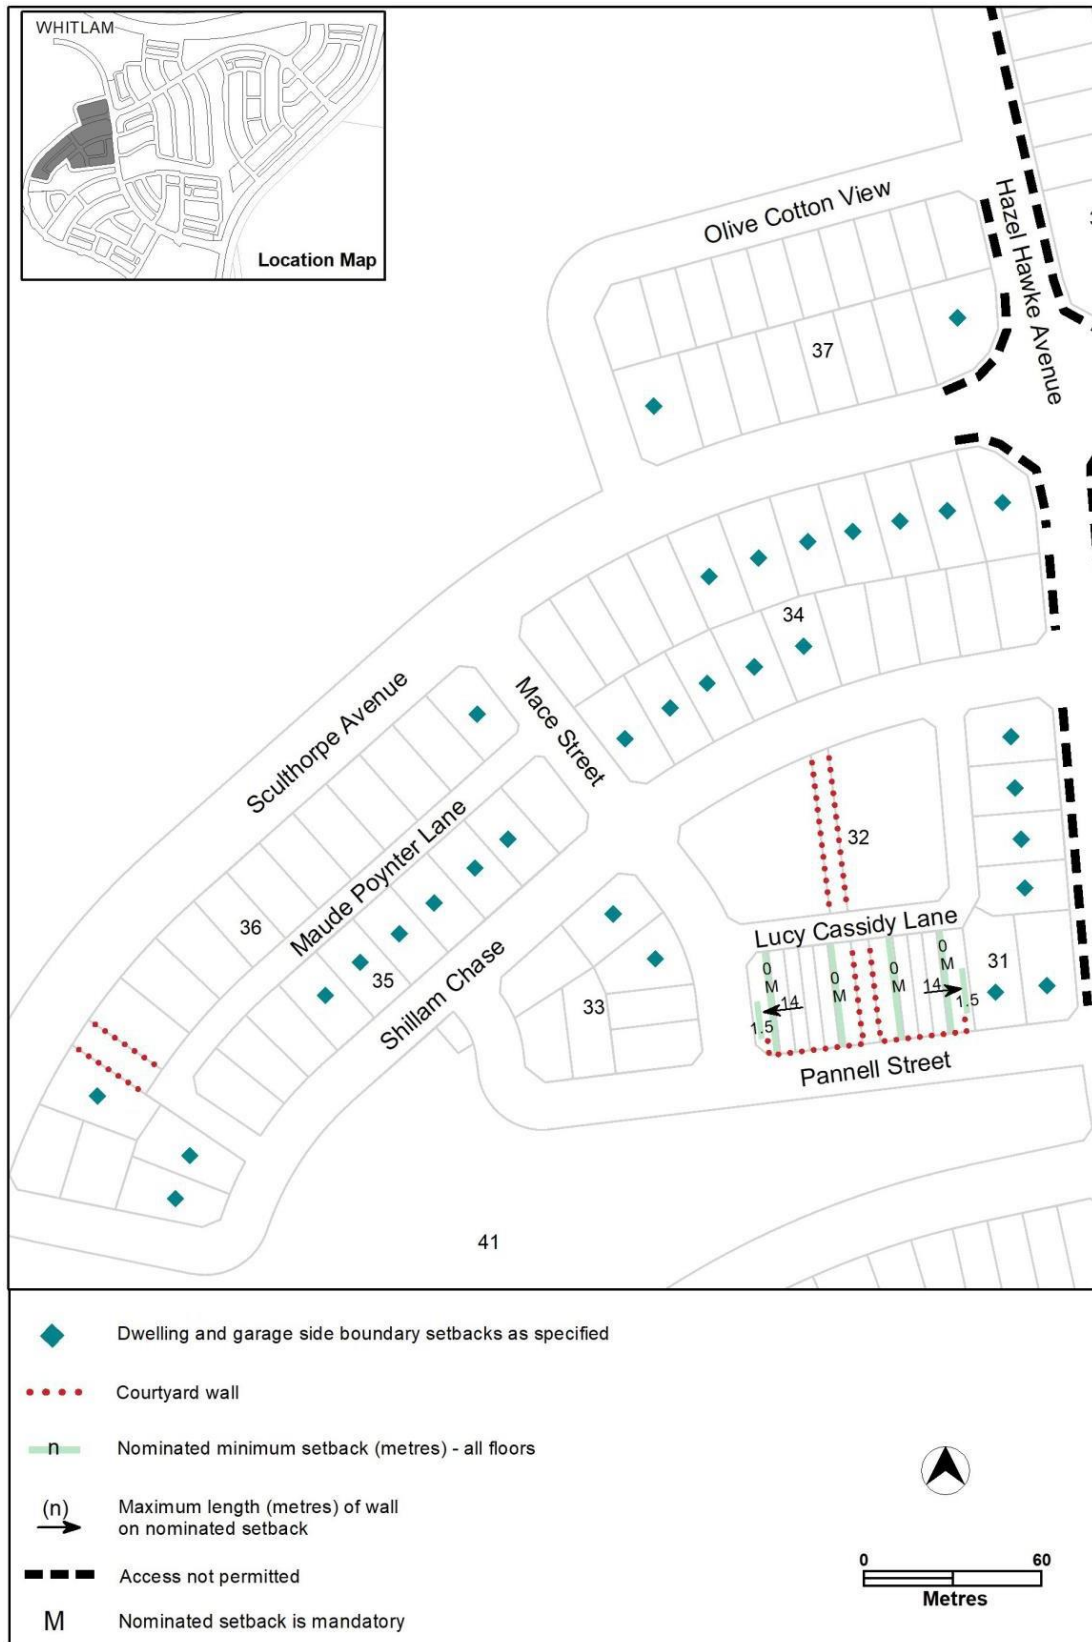 WHITLAM
Location Map
Olive Cotton View
Hazel Hawke Avenue
37
34
Mace Street
Sculthorpe Avenue
32
Maude Poynter Lane
Lucy Cassidy Lane
36
35
31
0 M
0 M
0 M
0 M
14
14
1.5
1.5
Shillam Chase
33
Pannell Street
41
Dwelling and garage side boundary setbacks as specified
Courtyard wall
n
Nominated minimum setback (metres) - all floors
(n)
Maximum length (metres) of wall
on nominated setback
Access not permitted
M
Nominated setback is mandatory
0 60
Metres